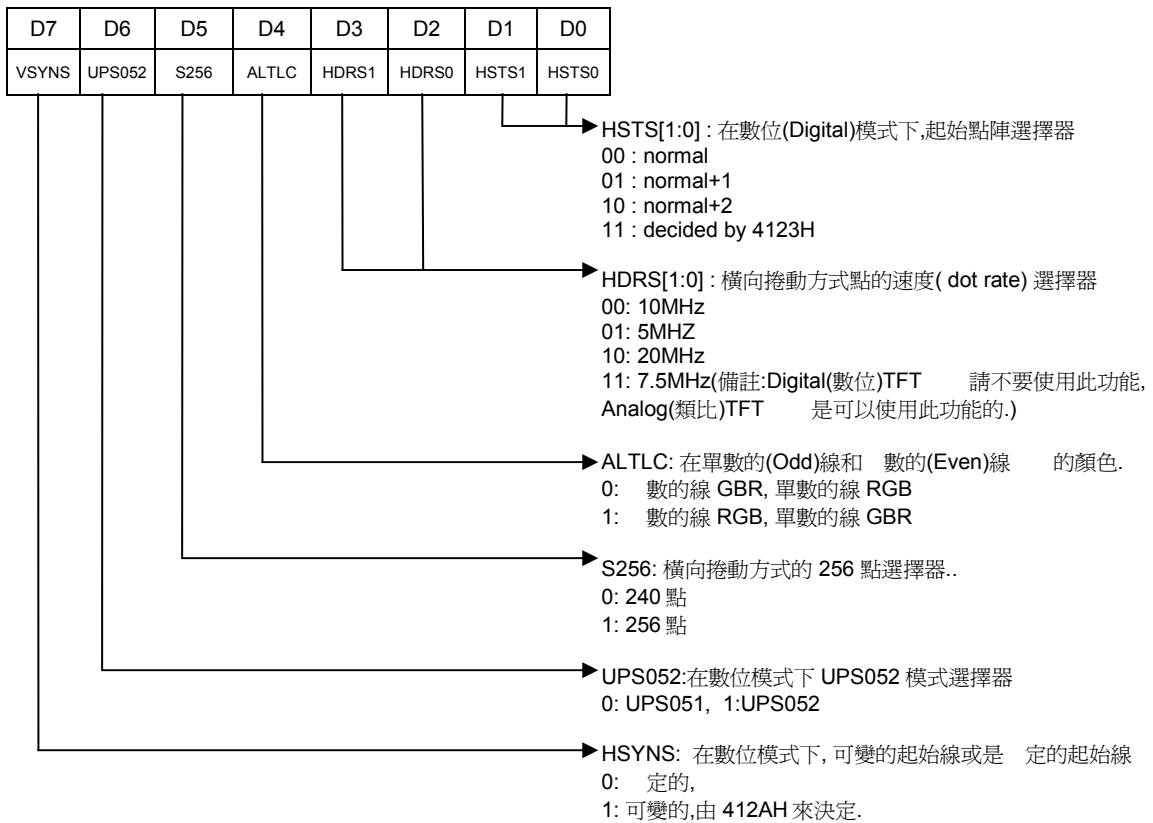 D7 D6 D5 D4 D3 D2 D1 D0
VSYNS UPS052 S256 ALTLC HDRS1 HDRS0 HSTS1 HSTS0
HSTS[1:0] : 在數位(Digital)模式下,起始點陣選擇器
00 : normal
01 : normal+1
10 : normal+2
11 : decided by 4123H
HDRS[1:0] : 橫向捲動方式點的速度( dot rate) 選擇器
00: 10MHz
01: 5MHZ
10: 20MHz
11: 7.5MHz(備註:Digital(數位)TFT 請不要使用此功能,
Analog(類比)TFT 是可以使用此功能的.)
ALTLC: 在單數的(Odd)線和 數的(Even)線 的顏色.
0: 數的線 GBR, 單數的線 RGB
1: 數的線 RGB, 單數的線 GBR
S256: 橫向捲動方式的 256 點選擇器..
0: 240 點
1: 256 點
UPS052:在數位模式下 UPS052 模式選擇器
0: UPS051, 1:UPS052
HSYNS: 在數位模式下, 可變的起始線或是 定的起始線
0: 定的,
1: 可變的,由 412AH 來決定.